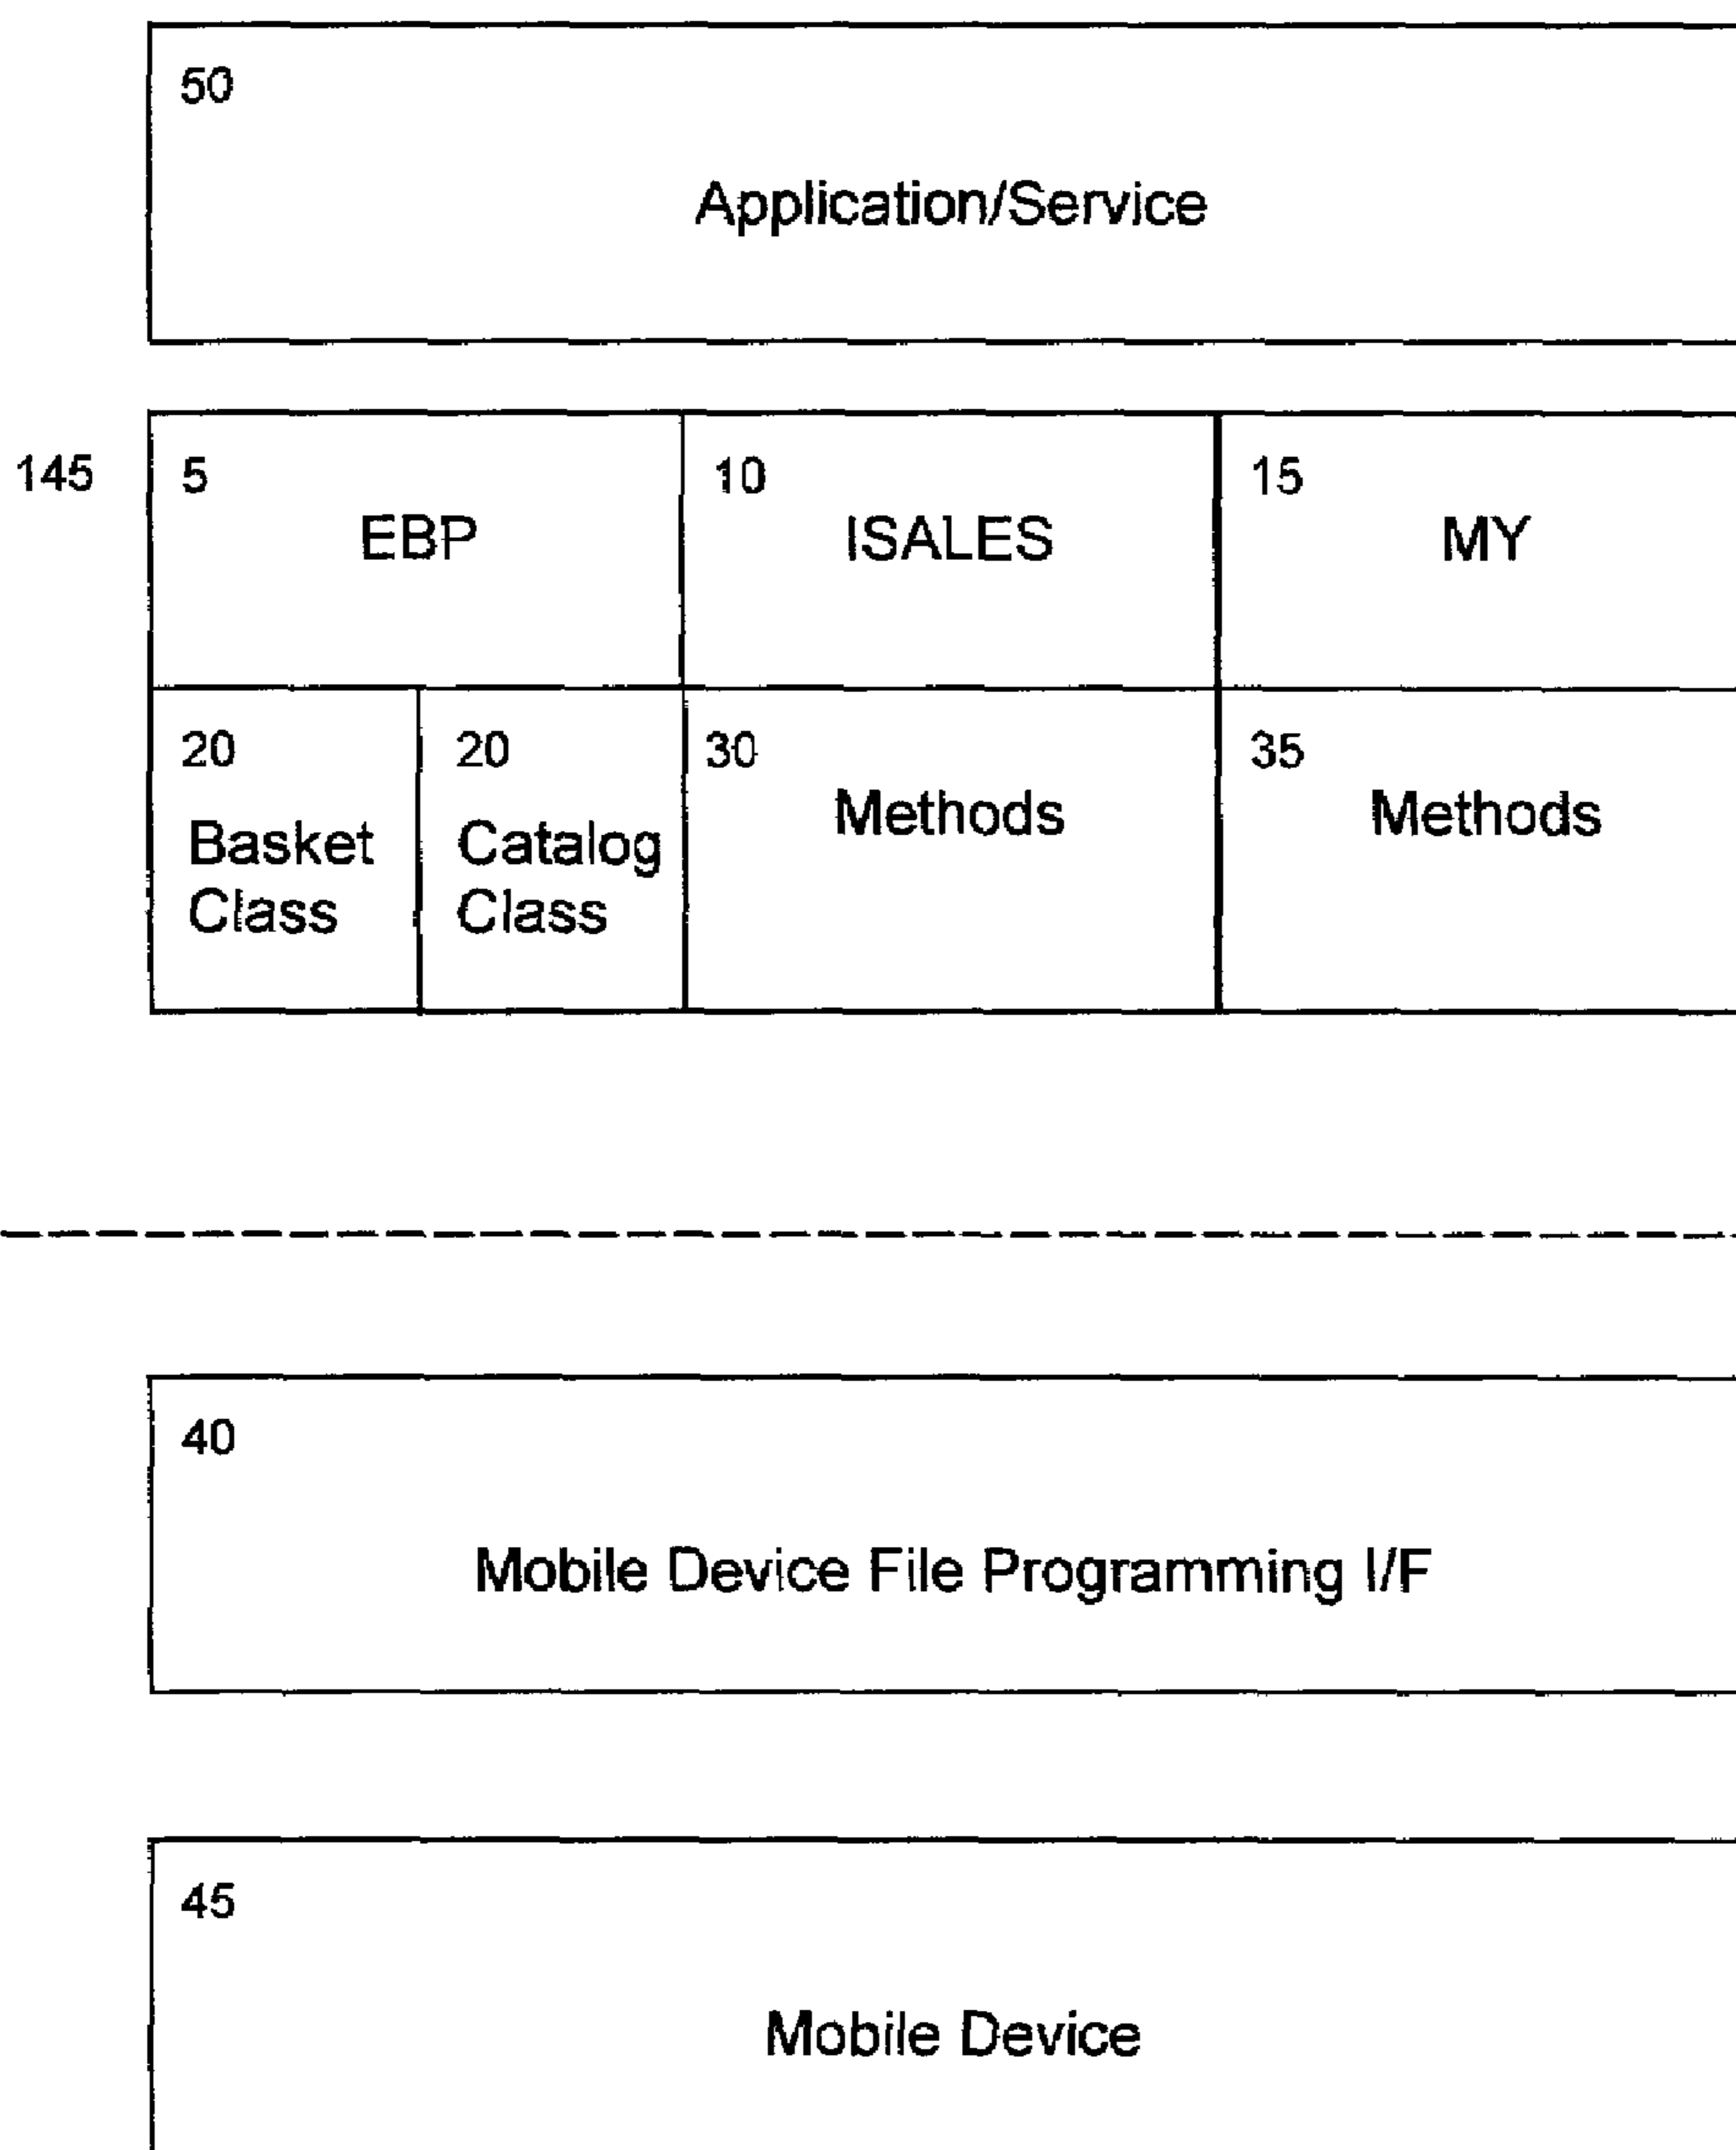 50
Application/Service
145
5
EBP
10
ISALES
15
MY
20
Basket
Class
20
Catalog
Class
30
Methods
35
Methods
40
Mobile Device File Programming I/F
45
Mobile Device